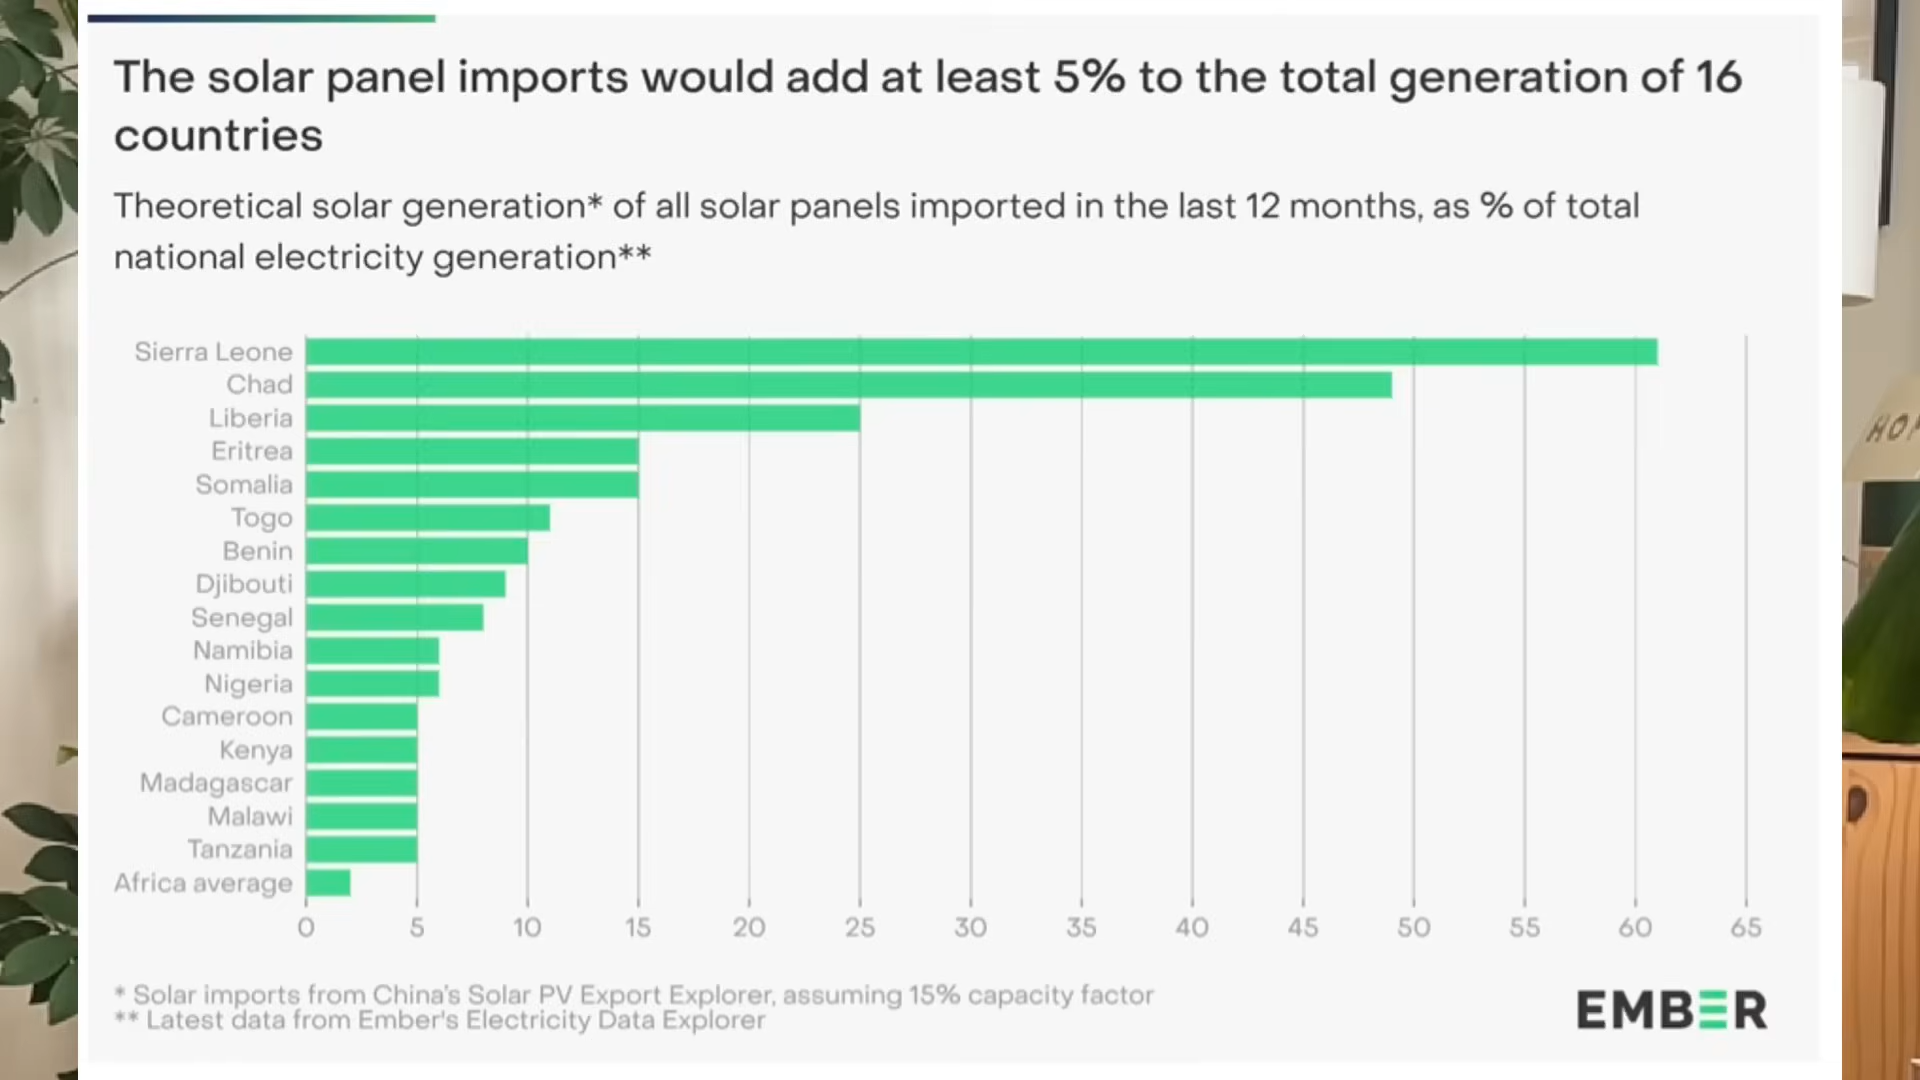 The solar panel imports would add at least 5% to the total generation of 16
countries
Theoretical solar generation* of all solar panels imported in the last 12 months, as % of total
national electricity generation**
Sierra Leone
Chad
Liberia
Eritrea
Somalia
Togo
Benin
Djibouti
Senegal
Namibia
Nigeria
Cameroon
Kenya
Madagascar
Malawi
Tanzania
Africa average
0 5 10 15 20 25 30 35 40 45 50 55 60 65
* Solar imports from China's Solar PV Export Explorer, assuming 15% capacity factor
** Latest data from Ember's Electricity Data Explorer
EMBER